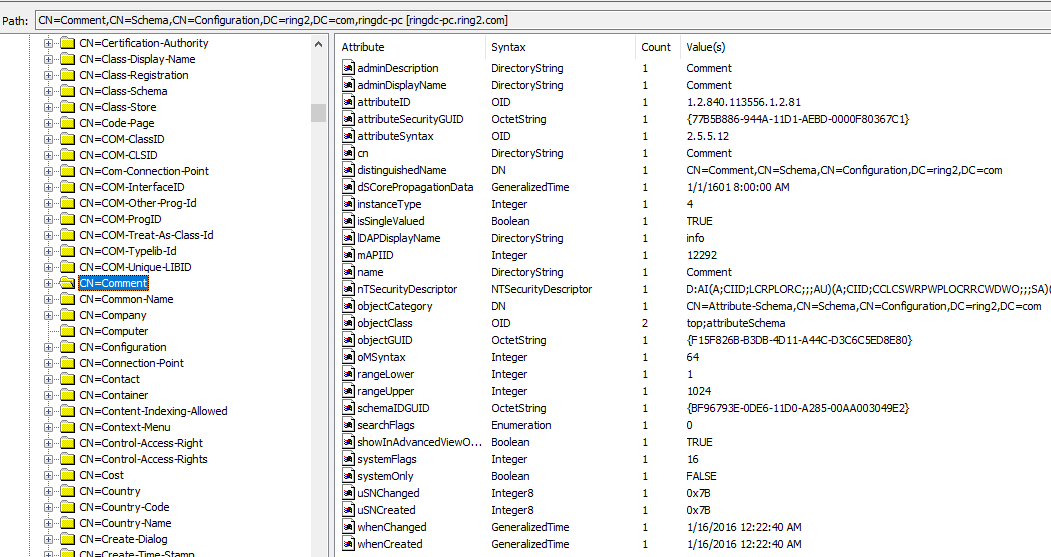 Path: CN=Comment,CN=Schema,CN=Configuration,DC=ring2,DC=com,ringdc-pc [ringdc-pc.ring2.com]
CN=Certification-Authority
CN=Class-Display-Name
CN=Class-Registration
CN=Class-Schema
CN=Class-Store
CN=Code-Page
CN=COM-ClassID
CN=COM-CLSID
CN=Com-Connection-Point
CN=COM-InterfaceID
CN=COM-Other-Prog-Id
CN=COM-ProgID
CN=COM-Treat-As-Class-Id
CN=COM-Typelib-Id
CN=COM-Unique-LIBID
CN=Comment
CN=Common-Name
CN=Company
CN=Computer
CN=Configuration
CN=Connection-Point
CN=Contact
CN=Container
CN=Content-Indexing-Allowed
CN=Context-Menu
CN=Control-Access-Right
CN=Control-Access-Rights
CN=Cost
CN=Country
CN=Country-Code
CN=Country-Name
CN=Create-Dialog
CN=Create-Time-Stamp
Attribute Syntax Count Value(s)
adminDescription DirectoryString 1 Comment
adminDisplayName DirectoryString 1 Comment
attributeID OID 1 1.2.840.113556.1.2.81
attributeSecurityGUID OctetString 1 {77B5B886-944A-11D1-AEBD-0000F80367C1}
attributeSyntax OID 1 2.5.5.12
cn DirectoryString 1 Comment
distinguishedName DN 1 CN=Comment,CN=Schema,CN=Configuration,DC=ring2,DC=com
dSCorePropagationData GeneralizedTime 1 1/1/1601 8:00:00 AM
instanceType Integer 1 4
isSingleValued Boolean 1 TRUE
lDAPDisplayName DirectoryString 1 info
mAPIID Integer 1 12292
name DirectoryString 1 Comment
nTSecurityDescriptor NTSecurityDescriptor 1 D:AI(A;CIID;LCRPLORC;;;AU)(A;CIID;CCLCSWRPWPLOCRRCWDWO;;;SA)(
objectCategory DN 1 CN=Attribute-Schema,CN=Schema,CN=Configuration,DC=ring2,DC=com
objectClass OID 2 top;attributeSchema
objectGUID OctetString 1 {F15F826B-B3DB-4D11-A44C-D3C6C5ED8E80}
oMSyntax Integer 1 64
rangeLower Integer 1 1
rangeUpper Integer 1 1024
schemaIDGUID OctetString 1 {BF96793E-0DE6-11D0-A285-00AA003049E2}
searchFlags Enumeration 1 0
showInAdvancedViewO... Boolean 1 TRUE
systemFlags Integer 1 16
systemOnly Boolean 1 FALSE
uSNChanged Integer8 1 0x7B
uSNCreated Integer8 1 0x7B
whenChanged GeneralizedTime 1 1/16/2016 12:22:40 AM
whenCreated GeneralizedTime 1 1/16/2016 12:22:40 AM